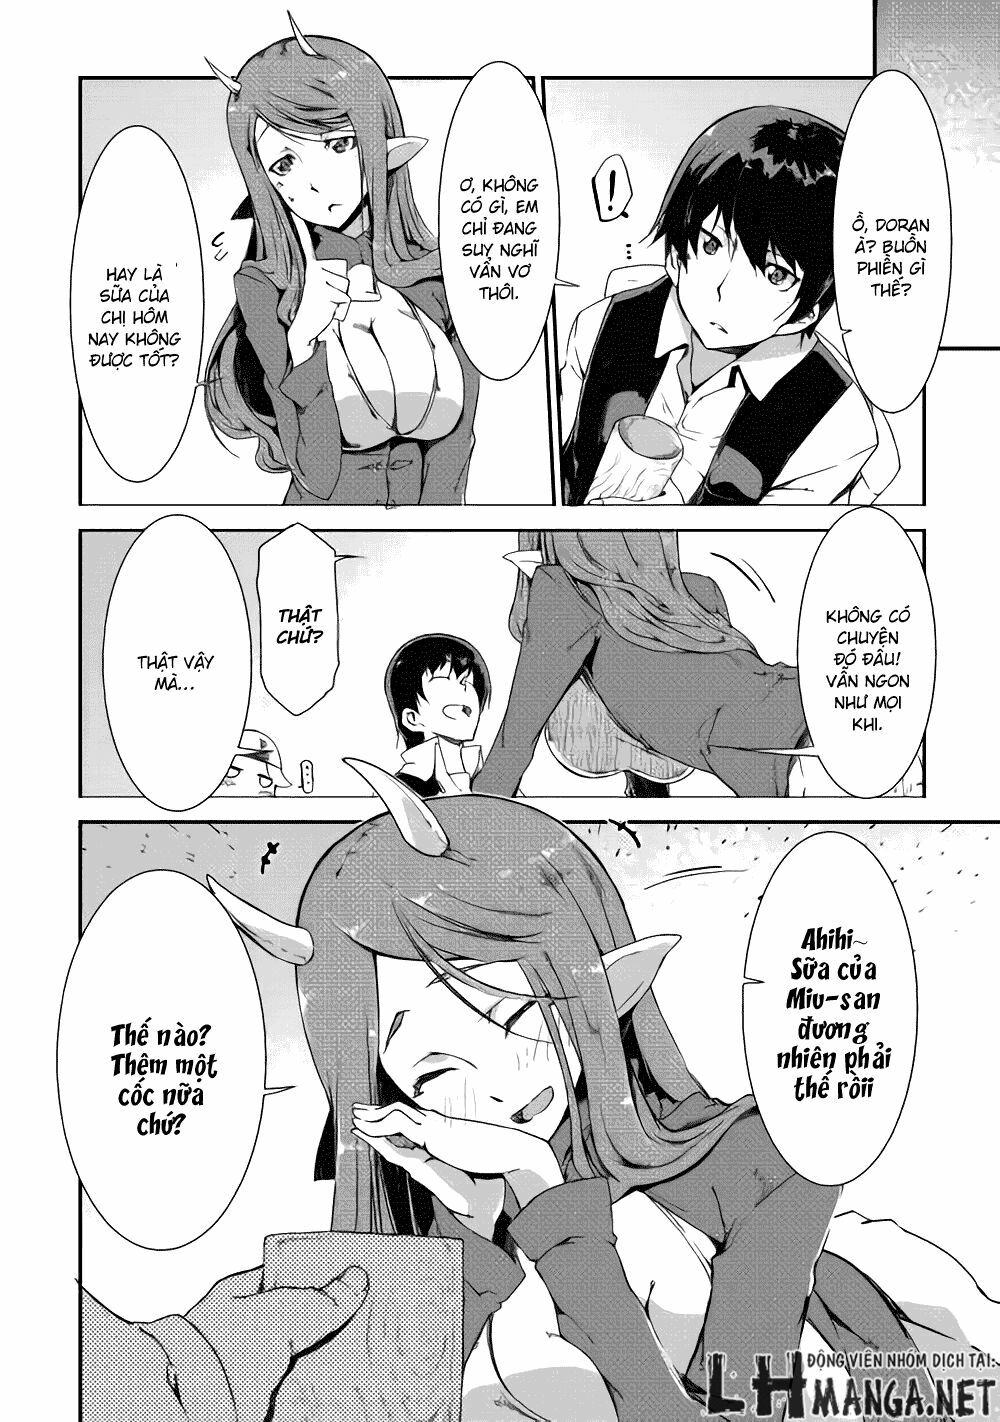 Ồ, DORAN
À? BUỒN
PHIỀN GÌ
THẾ?
!
Ơ, KHÔNG
CÓ GÌ, EM
CHỈ ĐANG
SUY NGHĨ
VẨN VƠ
THÔI.
HAY LÀ
SỮA CỦA
CHỊ HÔM
NAY KHÔNG
ĐƯỢC TỐT?
KHÔNG CÓ
CHUYỆN
ĐÓ ĐÂU!
VẪN NGON
NHƯ MỌI
KHI.
THẬT
CHỨ?
THẬT VẬY
MÀ...
Ahihi~
Sữa của
Miu-san
đương
nhiên phải
thế rồii
Thế nào?
Thêm một
cốc nữa
chứ?
ĐỘNG VIÊN NHÓM DỊCH TẠI:
LHMANGA.NET